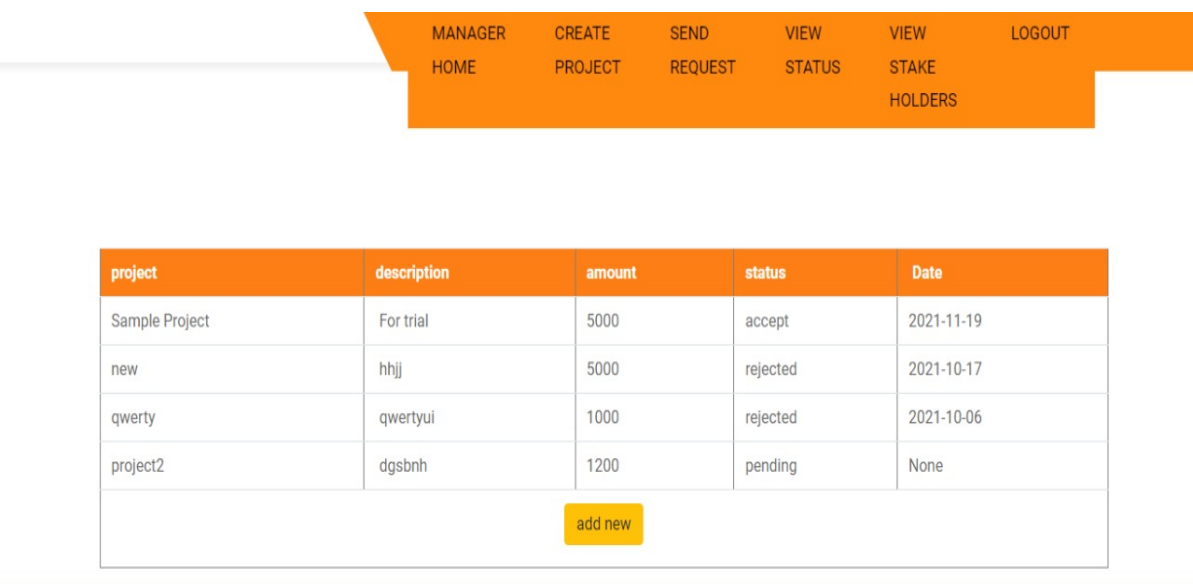 MANAGER CREATE SEND VIEW VIEW LOGOUT
HOME PROJECT REQUEST STATUS STAKE
HOLDERS
project description amount status Date
Sample Project For trial 5000 accept 2021-11-19
new hhjj 5000 rejected 2021-10-17
qwerty qwertyui 1000 rejected 2021-10-06
project2 dgsbnh 1200 pending None
add new